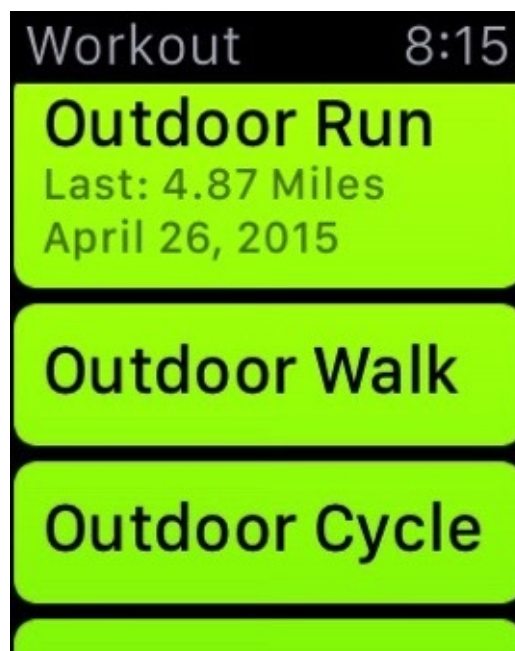 Workout 8:15
Outdoor Run
Last: 4.87 Miles
April 26, 2015
Outdoor Walk
Outdoor Cycle